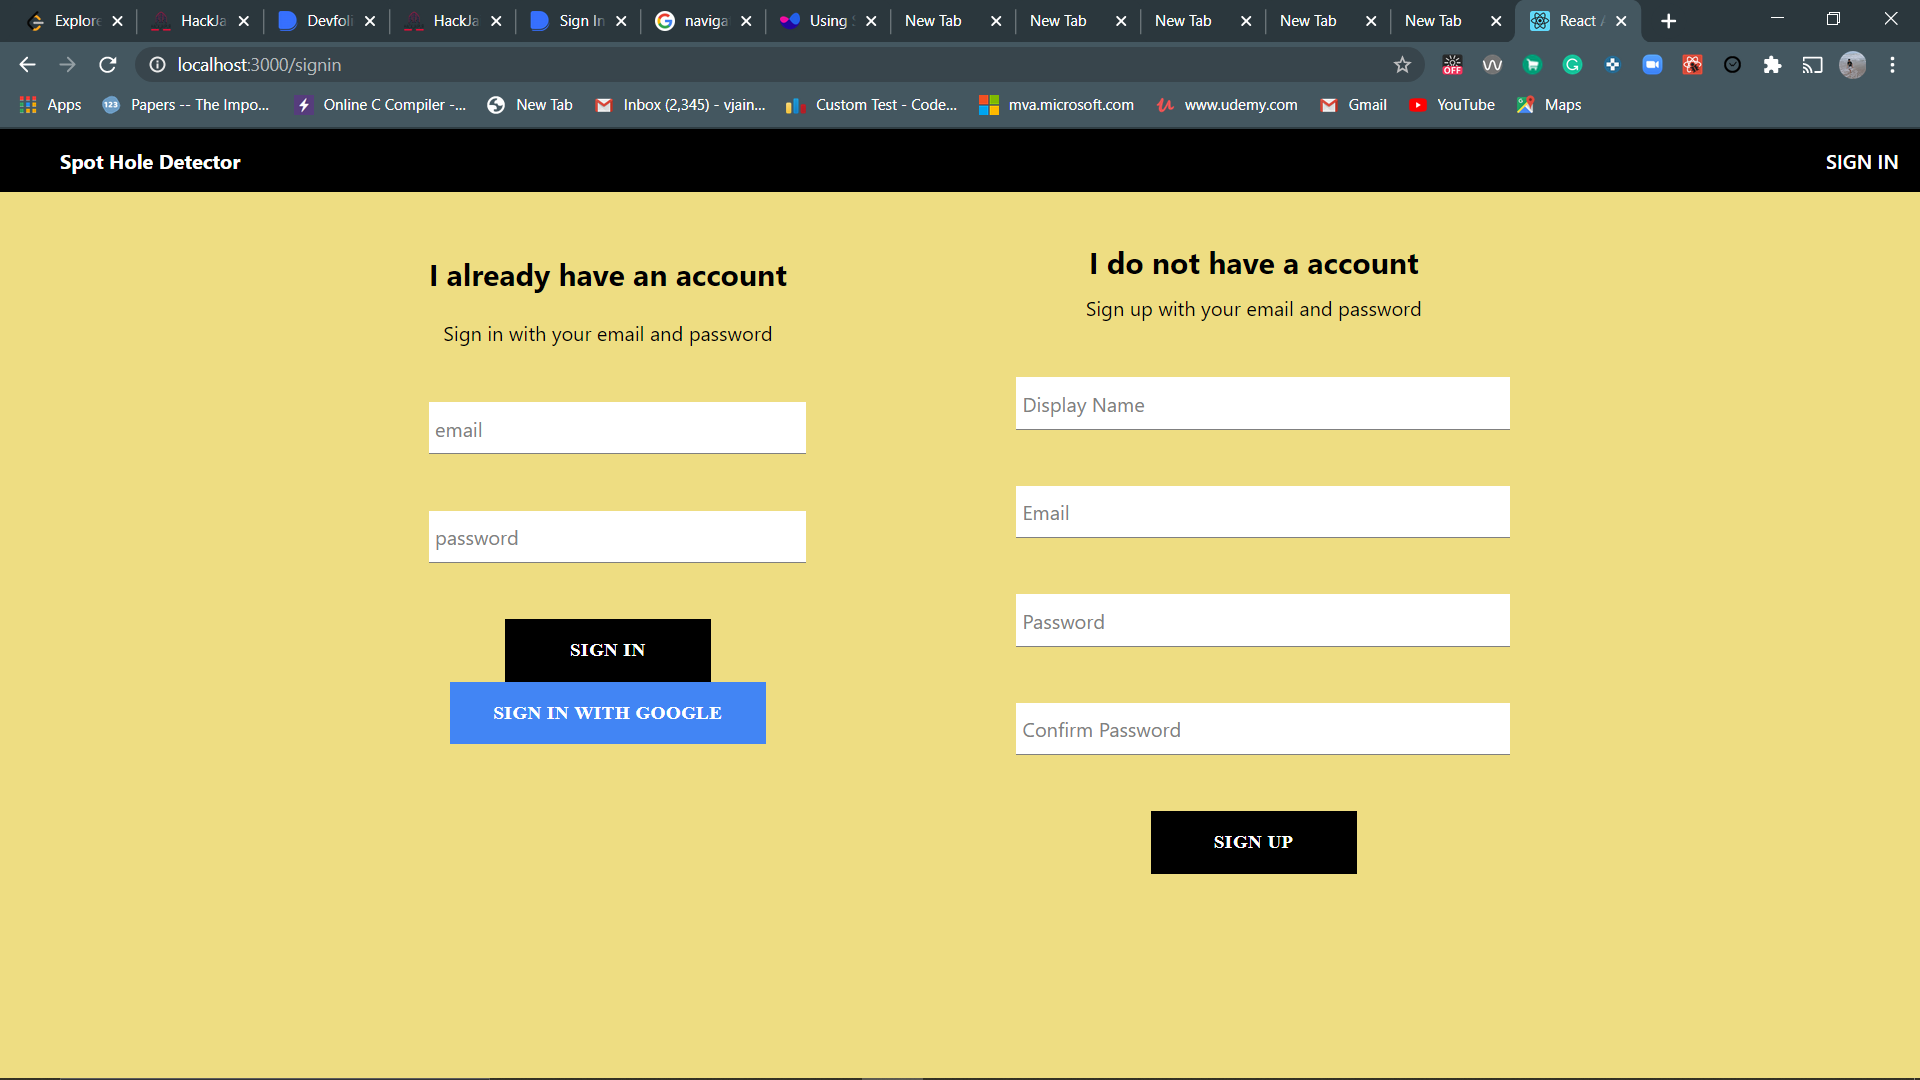 Explore HackJa Devfoli HackJa Sign In naviga Using New Tab New Tab New Tab New Tab New Tab React
localhost:3000/signin
OFF
Apps 123 Papers -- The Impo... Online C Compiler -... New Tab Inbox (2,345) - vjain... Custom Test - Code... mva.microsoft.com www.udemy.com Gmail YouTube Maps
Spot Hole Detector SIGN IN
I already have an account
Sign in with your email and password
email
password
SIGN IN
SIGN IN WITH GOOGLE
I do not have a account
Sign up with your email and password
Display Name
Email
Password
Confirm Password
SIGN UP